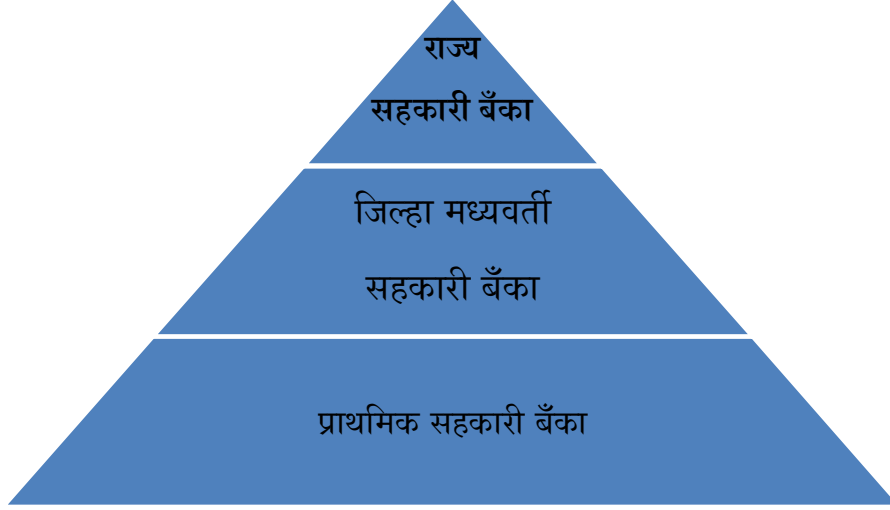 राज्य
सहकारी बँका
जिल्हा मध्यवर्ती
सहकारी बँका
प्राथमिक सहकारी बँका